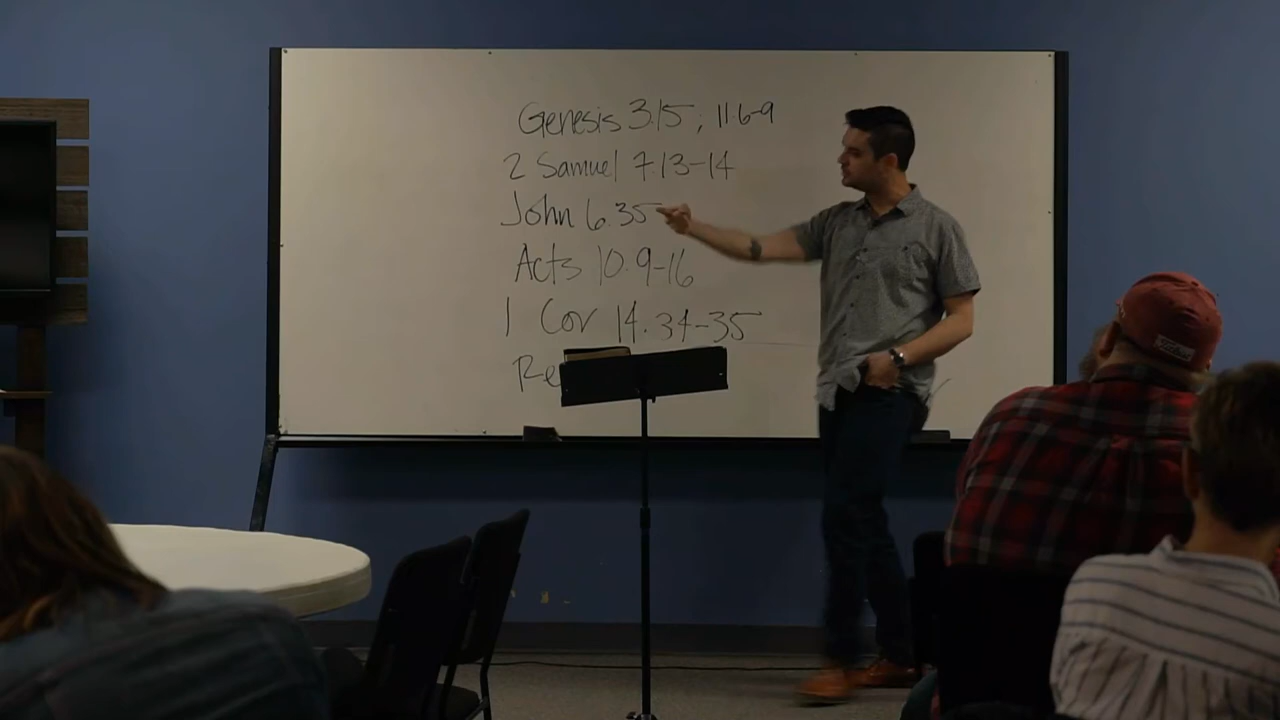 Genesis 3.15; 11.6-9
2 Samuel 7.13-14
John 6.35
Acts 10.9-16
1 Cor 14.34-35
Re